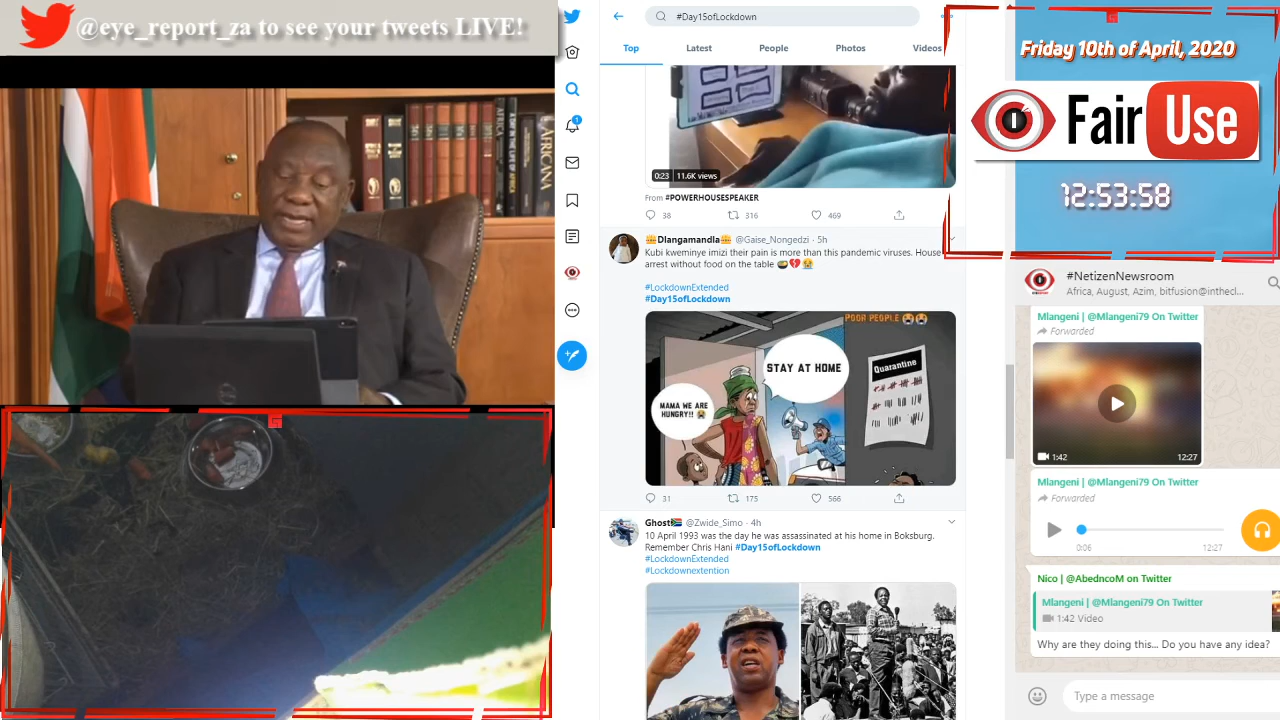 @eye_report_za to see your tweets LIVE!
#Day15ofLockdown
Top
Latest
People
Photos
Videos
0:23
11.6K views
From #POWERHOUSESPEAKER
38
316
469
Dlangamandla @Gaise_Nongedzi · 5h
Kubi kweminye imizi their pain is more than this pandemic viruses. House
arrest without food on the table
#LockdownExtended
#Day15ofLockdown
POOR PEOPLE
STAY AT HOME
MAMA WE ARE
HUNGRY!!
Quarantine
31
175
566
Ghost @Zwide_Simo · 4h
10 April 1993 was the day he was assassinated at his home in Boksburg.
Remember Chris Hani #Day15ofLockdown
#LockdownExtended
#Lockdownextention
AFRICANA
1
Friday 10th of April, 2020
Fair Use
12:53:58
#NetizenNewsroom
Africa, August, Azim, bitfusion@inthecl...
Mlangeni | @Mlangeni79 On Twitter
Forwarded
1:42
12:27
Mlangeni | @Mlangeni79 On Twitter
Forwarded
0:06
12:27
Nico | @AbedncoM on Twitter
Mlangeni | @Mlangeni79 On Twitter
1:42 Video
Why are they doing this... Do you have any idea?
Type a message